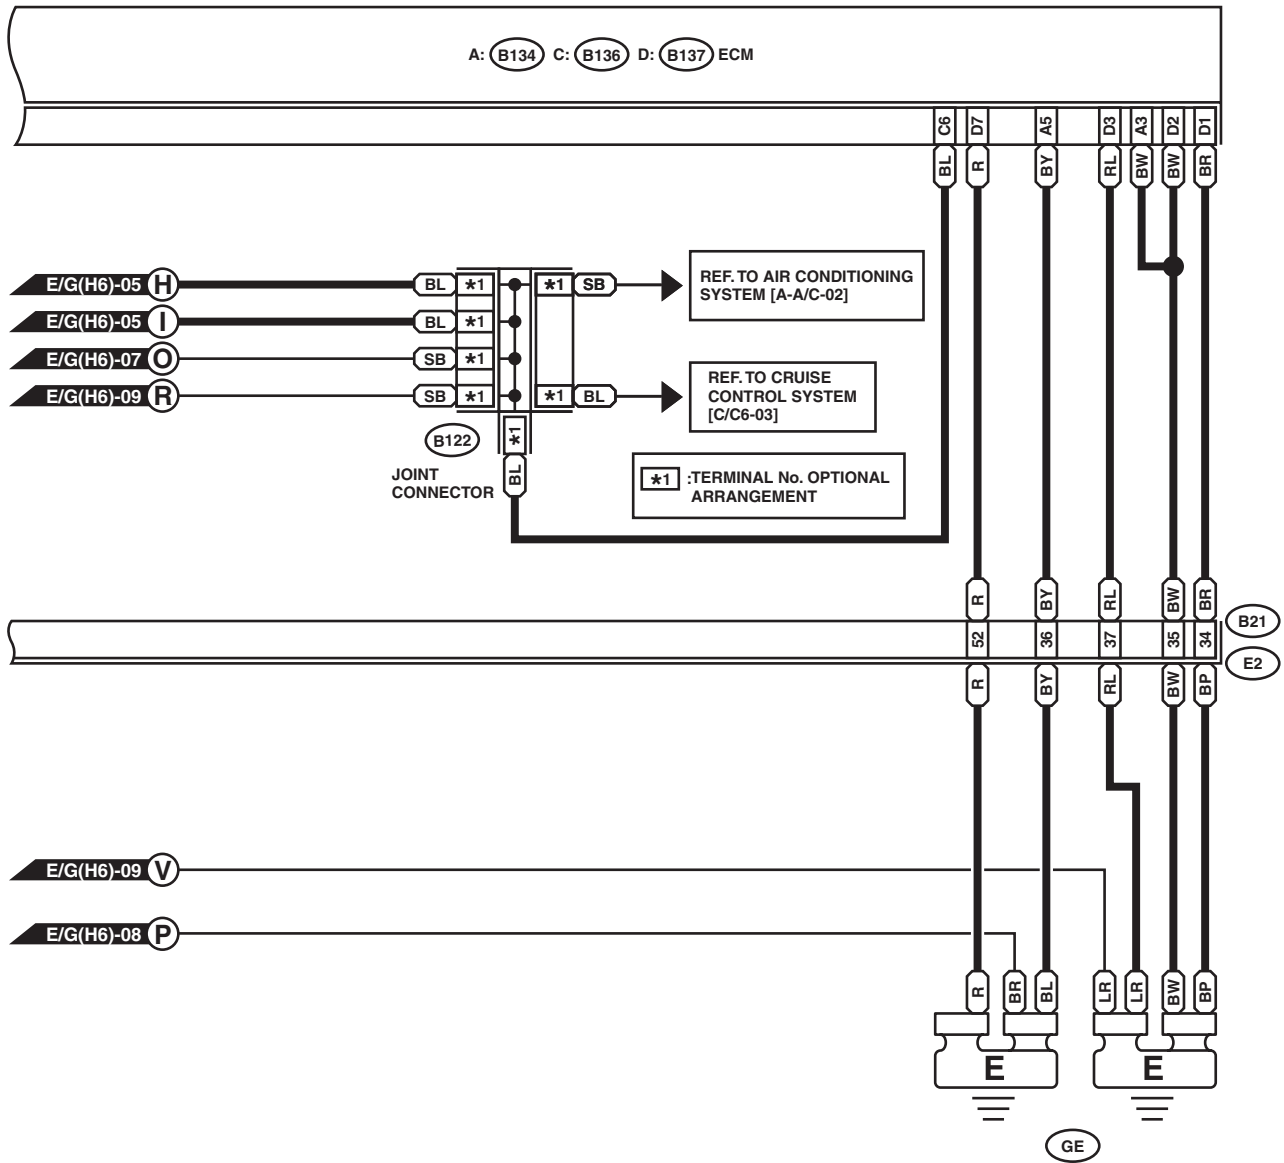 A: B134 C: B136 D: B137 ECM
C6 D7 A5 D3 A3 D2 D1
BL R BY RL BW BW BR
E/G(H6)-05 H BL *1 *1 SB
REF. TO AIR CONDITIONING
SYSTEM [A-A/C-02]
E/G(H6)-05 I BL *1
E/G(H6)-07 O SB *1
E/G(H6)-09 R SB *1 *1 BL
REF. TO CRUISE
CONTROL SYSTEM
[C/C6-03]
B122 *1
JOINT
CONNECTOR
BL
*1 :TERMINAL No. OPTIONAL
ARRANGEMENT
R BY RL BW BR
B21
52 36 37 35 34
E2
R BY RL BW BP
E/G(H6)-09 V
E/G(H6)-08 P
R BR BL LR LR BW BP
E E
GE